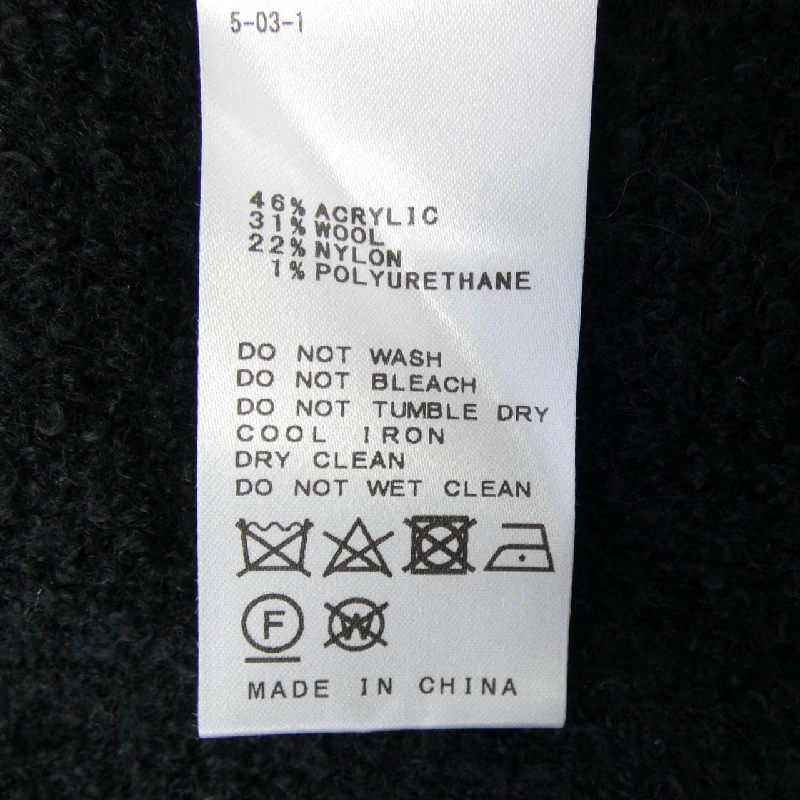 5-03-1
46% ACRYLIC
31% WOOL
22% NYLON
1% POLYURETHANE
DO NOT WASH
DO NOT BLEACH
DO NOT TUMBLE DRY
COOL IRON
DRY CLEAN
DO NOT WET CLEAN
F W
MADE IN CHINA